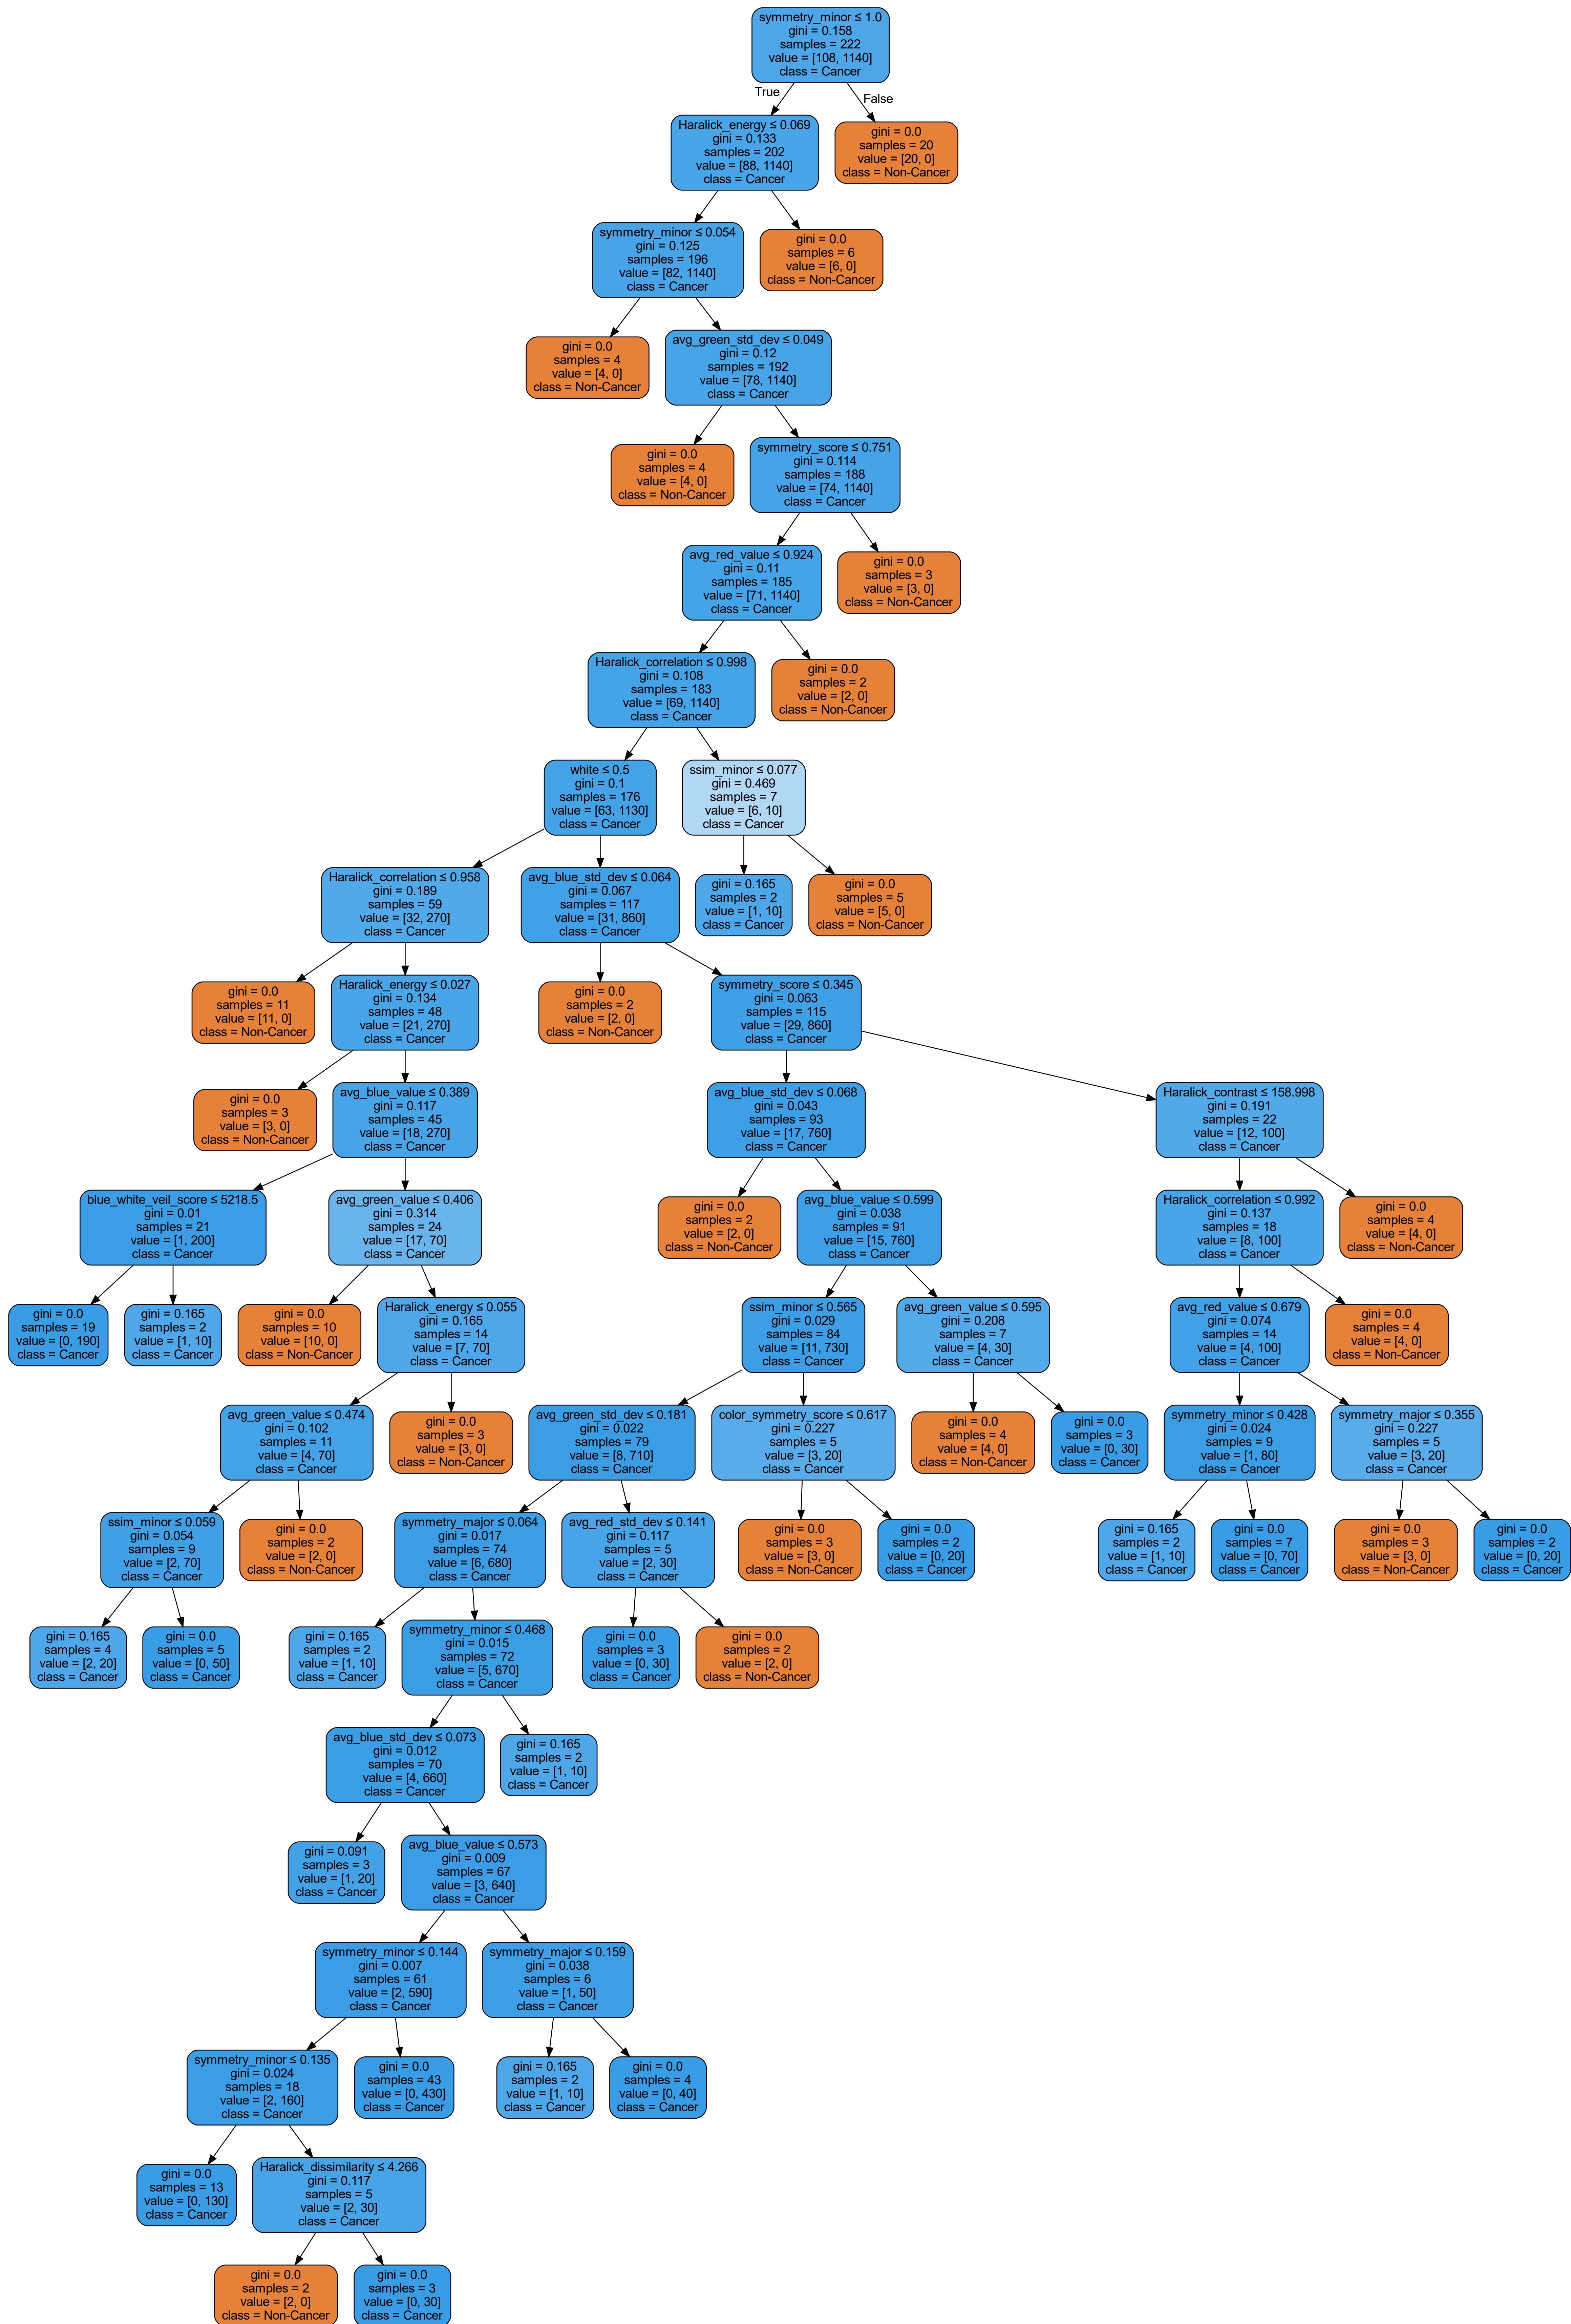 symmetry_minor ≤ 1.0
gini = 0.158
samples = 222
value = [108, 1140]
class = Cancer
True
False
Haralick_energy ≤ 0.069
gini = 0.133
samples = 202
value = [88, 1140]
class = Cancer
gini = 0.0
samples = 20
value = [20, 0]
class = Non-Cancer
symmetry_minor ≤ 0.054
gini = 0.125
samples = 196
value = [82, 1140]
class = Cancer
gini = 0.0
samples = 6
value = [6, 0]
class = Non-Cancer
gini = 0.0
samples = 4
value = [4, 0]
class = Non-Cancer
avg_green_std_dev ≤ 0.049
gini = 0.12
samples = 192
value = [78, 1140]
class = Cancer
gini = 0.0
samples = 4
value = [4, 0]
class = Non-Cancer
symmetry_score ≤ 0.751
gini = 0.114
samples = 188
value = [74, 1140]
class = Cancer
avg_red_value ≤ 0.924
gini = 0.11
samples = 185
value = [71, 1140]
class = Cancer
gini = 0.0
samples = 3
value = [3, 0]
class = Non-Cancer
Haralick_correlation ≤ 0.998
gini = 0.108
samples = 183
value = [69, 1140]
class = Cancer
gini = 0.0
samples = 2
value = [2, 0]
class = Non-Cancer
white ≤ 0.5
gini = 0.1
samples = 176
value = [63, 1130]
class = Cancer
ssim_minor ≤ 0.077
gini = 0.469
samples = 7
value = [6, 10]
class = Cancer
Haralick_correlation ≤ 0.958
gini = 0.189
samples = 59
value = [32, 270]
class = Cancer
avg_blue_std_dev ≤ 0.064
gini = 0.067
samples = 117
value = [31, 860]
class = Cancer
gini = 0.165
samples = 2
value = [1, 10]
class = Cancer
gini = 0.0
samples = 5
value = [5, 0]
class = Non-Cancer
gini = 0.0
samples = 11
value = [11, 0]
class = Non-Cancer
Haralick_energy ≤ 0.027
gini = 0.134
samples = 48
value = [21, 270]
class = Cancer
gini = 0.0
samples = 2
value = [2, 0]
class = Non-Cancer
symmetry_score ≤ 0.345
gini = 0.063
samples = 115
value = [29, 860]
class = Cancer
gini = 0.0
samples = 3
value = [3, 0]
class = Non-Cancer
avg_blue_value ≤ 0.389
gini = 0.117
samples = 45
value = [18, 270]
class = Cancer
avg_blue_std_dev ≤ 0.068
gini = 0.043
samples = 93
value = [17, 760]
class = Cancer
Haralick_contrast ≤ 158.998
gini = 0.191
samples = 22
value = [12, 100]
class = Cancer
blue_white_veil_score ≤ 5218.5
gini = 0.01
samples = 21
value = [1, 200]
class = Cancer
avg_green_value ≤ 0.406
gini = 0.314
samples = 24
value = [17, 70]
class = Cancer
gini = 0.0
samples = 2
value = [2, 0]
class = Non-Cancer
avg_blue_value ≤ 0.599
gini = 0.038
samples = 91
value = [15, 760]
class = Cancer
Haralick_correlation ≤ 0.992
gini = 0.137
samples = 18
value = [8, 100]
class = Cancer
gini = 0.0
samples = 4
value = [4, 0]
class = Non-Cancer
gini = 0.0
samples = 19
value = [0, 190]
class = Cancer
gini = 0.165
samples = 2
value = [1, 10]
class = Cancer
gini = 0.0
samples = 10
value = [10, 0]
class = Non-Cancer
Haralick_energy ≤ 0.055
gini = 0.165
samples = 14
value = [7, 70]
class = Cancer
ssim_minor ≤ 0.565
gini = 0.029
samples = 84
value = [11, 730]
class = Cancer
avg_green_value ≤ 0.595
gini = 0.208
samples = 7
value = [4, 30]
class = Cancer
avg_red_value ≤ 0.679
gini = 0.074
samples = 14
value = [4, 100]
class = Cancer
gini = 0.0
samples = 4
value = [4, 0]
class = Non-Cancer
avg_green_value ≤ 0.474
gini = 0.102
samples = 11
value = [4, 70]
class = Cancer
gini = 0.0
samples = 3
value = [3, 0]
class = Non-Cancer
avg_green_std_dev ≤ 0.181
gini = 0.022
samples = 79
value = [8, 710]
class = Cancer
color_symmetry_score ≤ 0.617
gini = 0.227
samples = 5
value = [3, 20]
class = Cancer
gini = 0.0
samples = 4
value = [4, 0]
class = Non-Cancer
gini = 0.0
samples = 3
value = [0, 30]
class = Cancer
symmetry_minor ≤ 0.428
gini = 0.024
samples = 9
value = [1, 80]
class = Cancer
symmetry_major ≤ 0.355
gini = 0.227
samples = 5
value = [3, 20]
class = Cancer
ssim_minor ≤ 0.059
gini = 0.054
samples = 9
value = [2, 70]
class = Cancer
gini = 0.0
samples = 2
value = [2, 0]
class = Non-Cancer
symmetry_major ≤ 0.064
gini = 0.017
samples = 74
value = [6, 680]
class = Cancer
avg_red_std_dev ≤ 0.141
gini = 0.117
samples = 5
value = [2, 30]
class = Cancer
gini = 0.0
samples = 3
value = [3, 0]
class = Non-Cancer
gini = 0.0
samples = 2
value = [0, 20]
class = Cancer
gini = 0.165
samples = 2
value = [1, 10]
class = Cancer
gini = 0.0
samples = 7
value = [0, 70]
class = Cancer
gini = 0.0
samples = 3
value = [3, 0]
class = Non-Cancer
gini = 0.0
samples = 2
value = [0, 20]
class = Cancer
gini = 0.165
samples = 4
value = [2, 20]
class = Cancer
gini = 0.0
samples = 5
value = [0, 50]
class = Cancer
gini = 0.165
samples = 2
value = [1, 10]
class = Cancer
symmetry_minor ≤ 0.468
gini = 0.015
samples = 72
value = [5, 670]
class = Cancer
gini = 0.0
samples = 3
value = [0, 30]
class = Cancer
gini = 0.0
samples = 2
value = [2, 0]
class = Non-Cancer
avg_blue_std_dev ≤ 0.073
gini = 0.012
samples = 70
value = [4, 660]
class = Cancer
gini = 0.165
samples = 2
value = [1, 10]
class = Cancer
gini = 0.091
samples = 3
value = [1, 20]
class = Cancer
avg_blue_value ≤ 0.573
gini = 0.009
samples = 67
value = [3, 640]
class = Cancer
symmetry_minor ≤ 0.144
gini = 0.007
samples = 61
value = [2, 590]
class = Cancer
symmetry_major ≤ 0.159
gini = 0.038
samples = 6
value = [1, 50]
class = Cancer
symmetry_minor ≤ 0.135
gini = 0.024
samples = 18
value = [2, 160]
class = Cancer
gini = 0.0
samples = 43
value = [0, 430]
class = Cancer
gini = 0.165
samples = 2
value = [1, 10]
class = Cancer
gini = 0.0
samples = 4
value = [0, 40]
class = Cancer
gini = 0.0
samples = 13
value = [0, 130]
class = Cancer
Haralick_dissimilarity ≤ 4.266
gini = 0.117
samples = 5
value = [2, 30]
class = Cancer
gini = 0.0
samples = 2
value = [2, 0]
class = Non-Cancer
gini = 0.0
samples = 3
value = [0, 30]
class = Cancer